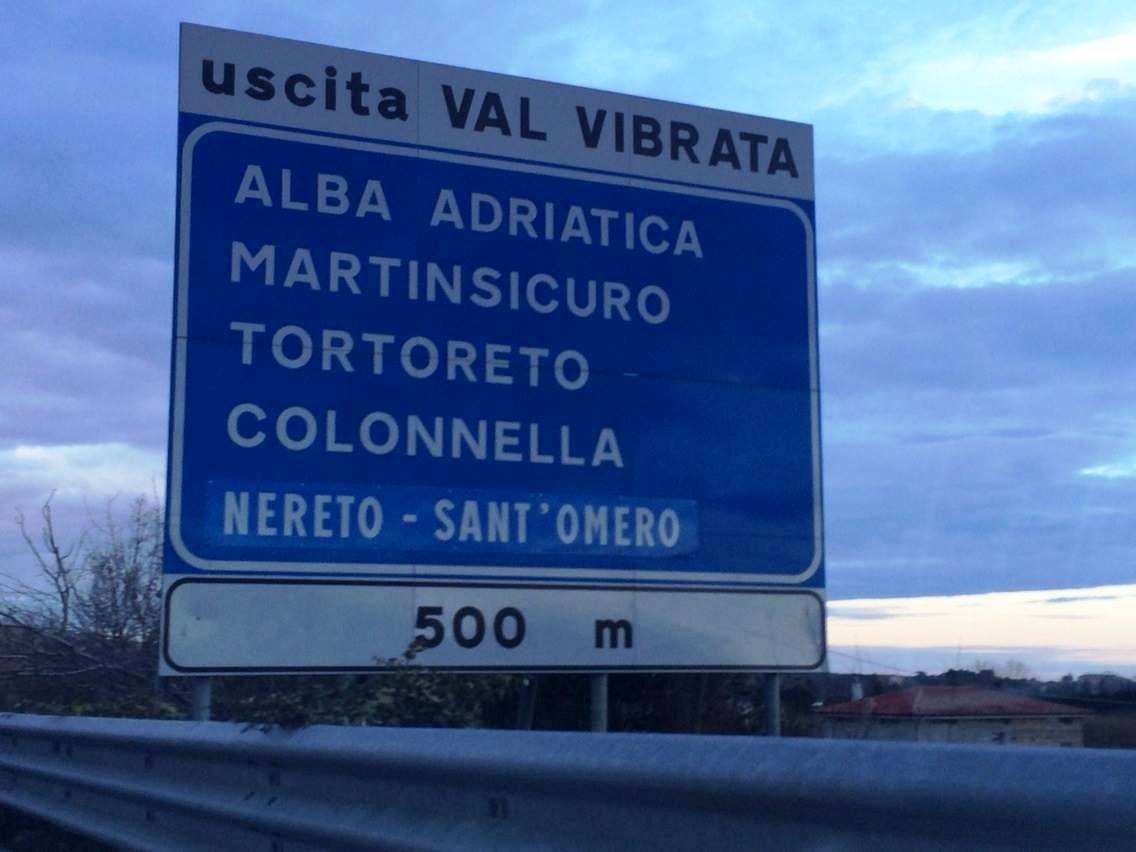 uscita VAL VIBRATA
ALBA ADRIATICA
MARTINSICURO
TORTORETO
COLONNELLA
NERETO - SANT'OMERO
500 m